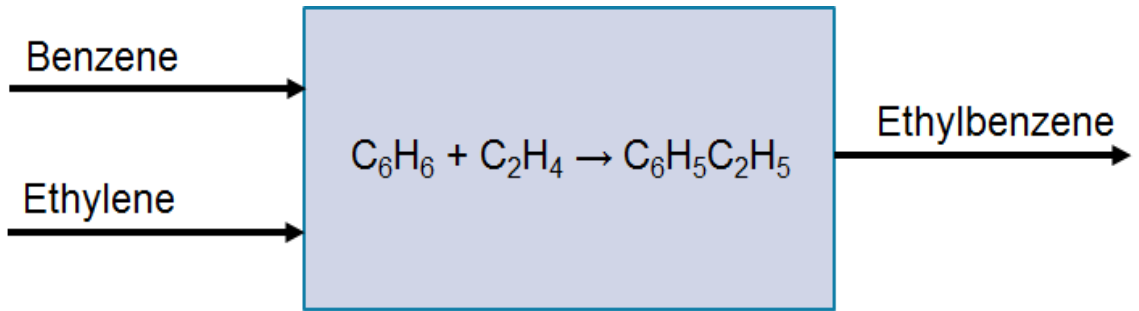 Benzene
Ethylene
C₆H₆ + C₂H₄ → C₆H₅C₂H₅
Ethylbenzene